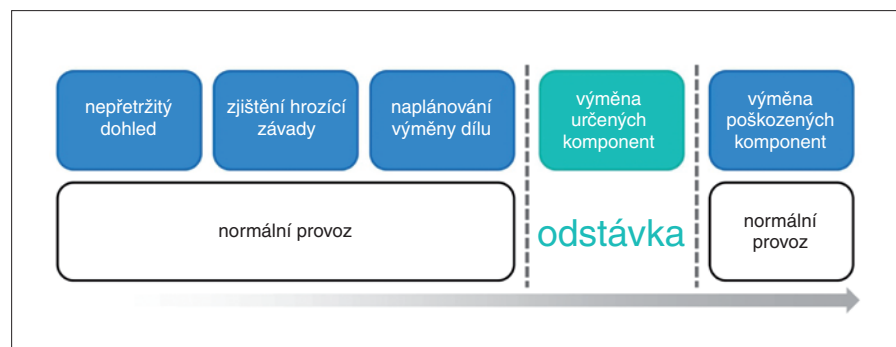 nepřetržitý
dohled
zjištění hrozící
závady
naplánování
výměny dílu
výměna
určených
komponent
výměna
poškozených
komponent
normální provoz
odstávka
normální
provoz